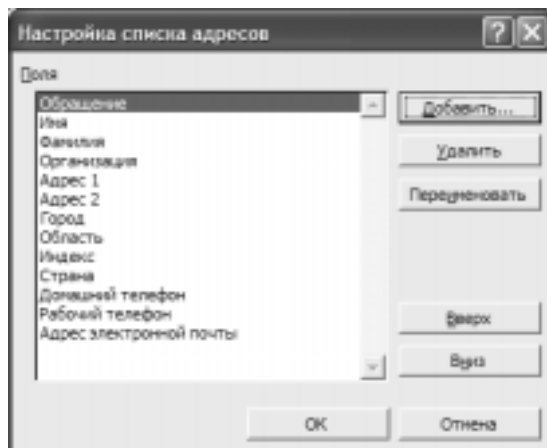 Настройка списка адресов
Поля
Обращение
Имя
Фамилия
Организация
Адрес 1
Адрес 2
Город
Область
Индекс
Страна
Домашний телефон
Рабочий телефон
Адрес электронной почты
Добавить...
Удалить
Переименовать
Вверх
Вниз
ОК
Отмена